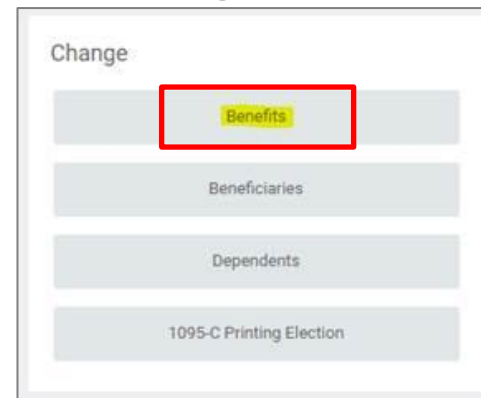 Change
Benefits
Beneficiaries
Dependents
1095-C Printing Election